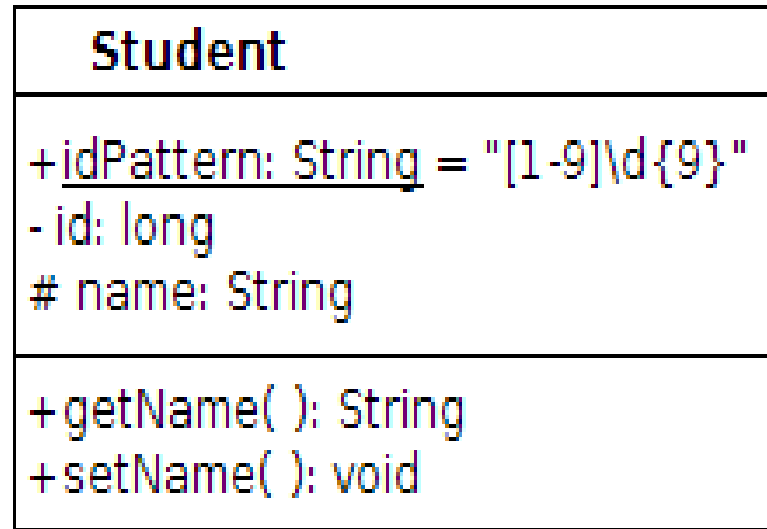 Student
+idPattern: String = "[1-9]\d{9}"
- id: long
# name: String
+getName( ): String
+setName( ): void